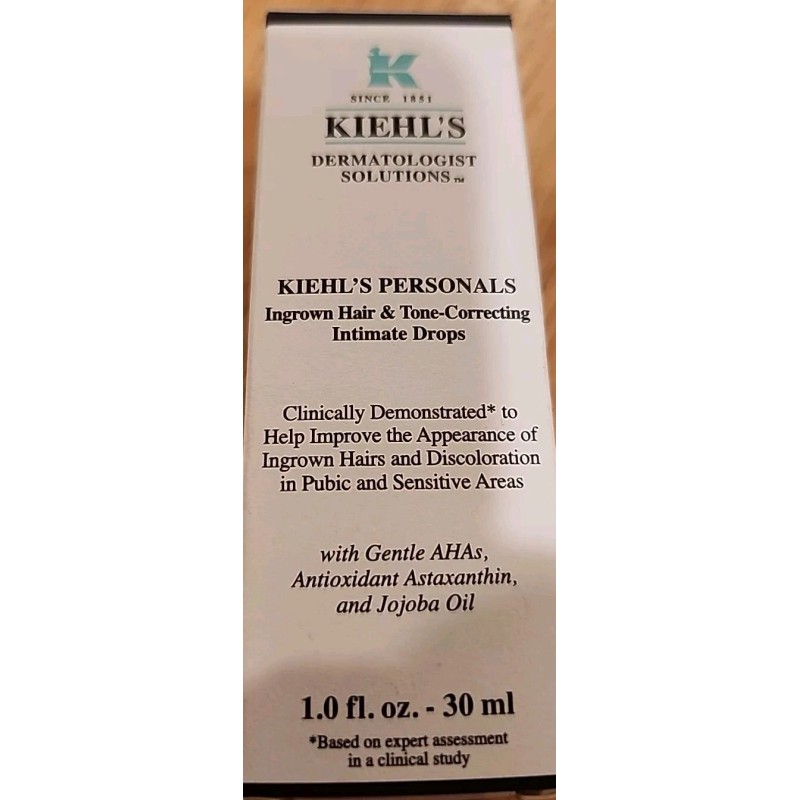 K
SINCE 1851
KIEHL'S
DERMATOLOGIST
SOLUTIONS™
KIEHL'S PERSONALS
Ingrown Hair & Tone-Correcting
Intimate Drops
Clinically Demonstrated* to
Help Improve the Appearance of
Ingrown Hairs and Discoloration
in Pubic and Sensitive Areas
with Gentle AHAs,
Antioxidant Astaxanthin,
and Jojoba Oil
1.0 fl. oz. - 30 ml
*Based on expert assessment
in a clinical study